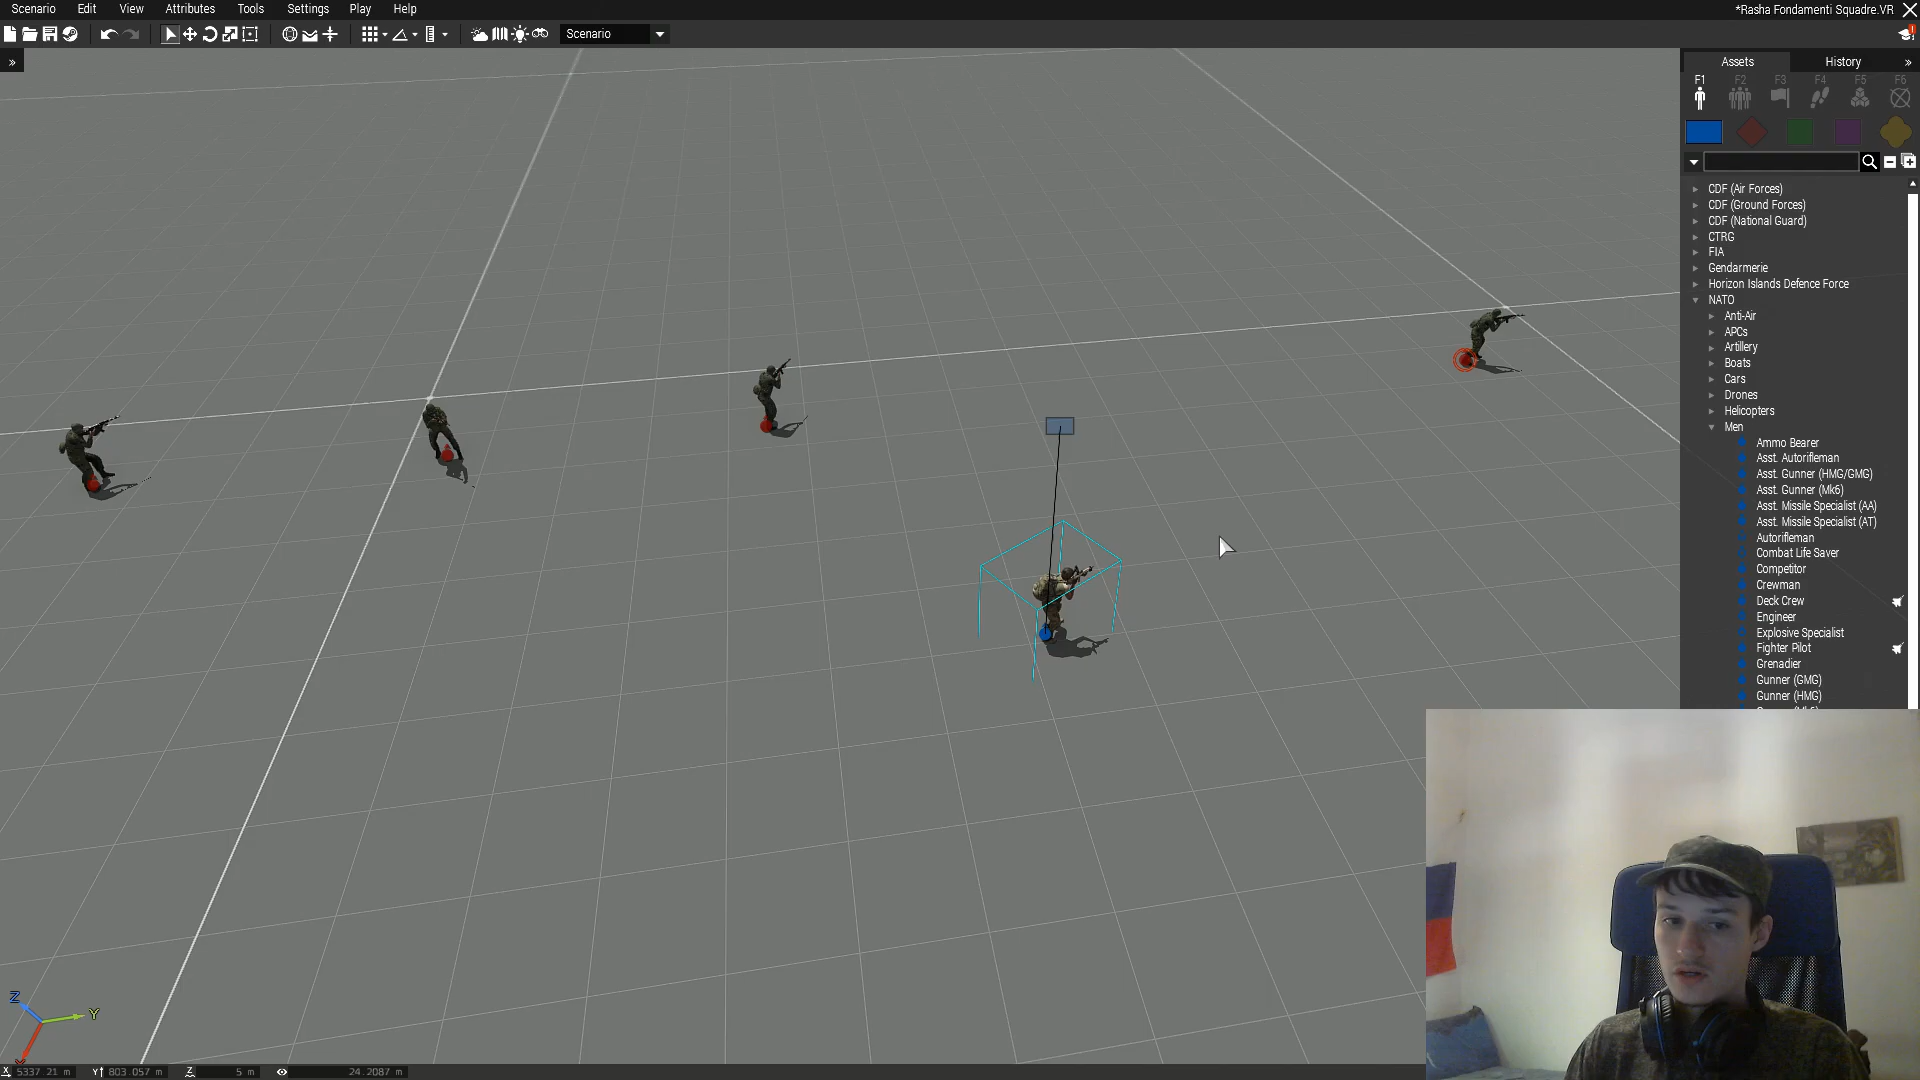 Scenario Edit View Attributes Tools Settings Play Help
*Rasha Fondamenti Squadre.VR
Scenario
Assets History
F1 F2 F3 F4 F5 F6
CDF (Air Forces)
CDF (Ground Forces)
CDF (National Guard)
CTRG
FIA
Gendarmerie
Horizon Islands Defence Force
NATO
Anti-Air
APCs
Artillery
Boats
Cars
Drones
Helicopters
Men
Ammo Bearer
Asst. Autorifleman
Asst. Gunner (HMG/GMG)
Asst. Gunner (Mk6)
Asst. Missile Specialist (AA)
Asst. Missile Specialist (AT)
Autorifleman
Combat Life Saver
Competitor
Crewman
Deck Crew
Engineer
Explosive Specialist
Fighter Pilot
Grenadier
Gunner (GMG)
Gunner (HMG)
Z
Y
X 5337.21 m Y 803.057 m Z 5 m 24.2087 m